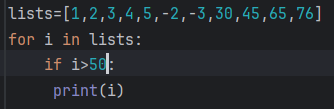 lists=[1,2,3,4,5,-2,-3,30,45,65,76]
for i in lists:
    if i>50:
     print(i)